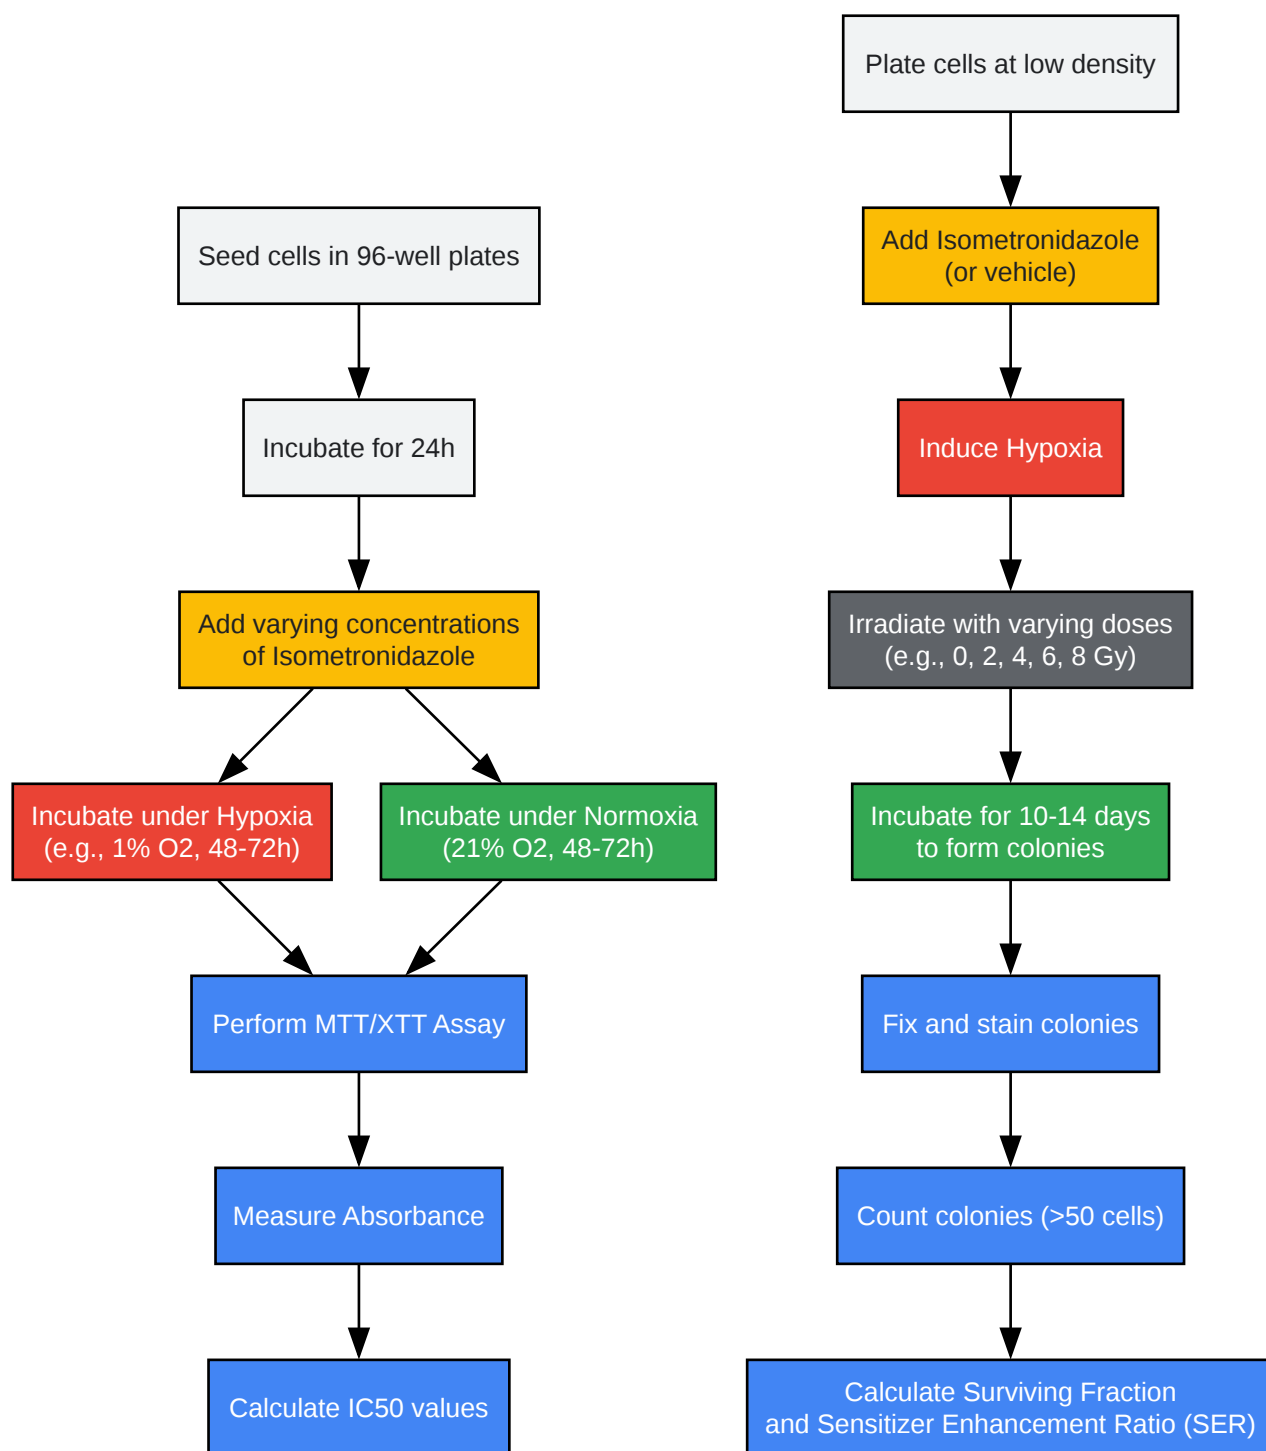 Seed cells in 96-well plates
Incubate for 24h
Add varying concentrations
of Isometronidazole
Incubate under Hypoxia
(e.g., 1% O2, 48-72h)
Incubate under Normoxia
(21% O2, 48-72h)
Perform MTT/XTT Assay
Measure Absorbance
Calculate IC50 values
Plate cells at low density
Add Isometronidazole
(or vehicle)
Induce Hypoxia
Irradiate with varying doses
(e.g., 0, 2, 4, 6, 8 Gy)
Incubate for 10-14 days
to form colonies
Fix and stain colonies
Count colonies (>50 cells)
Calculate Surviving Fraction
and Sensitizer Enhancement Ratio (SER)